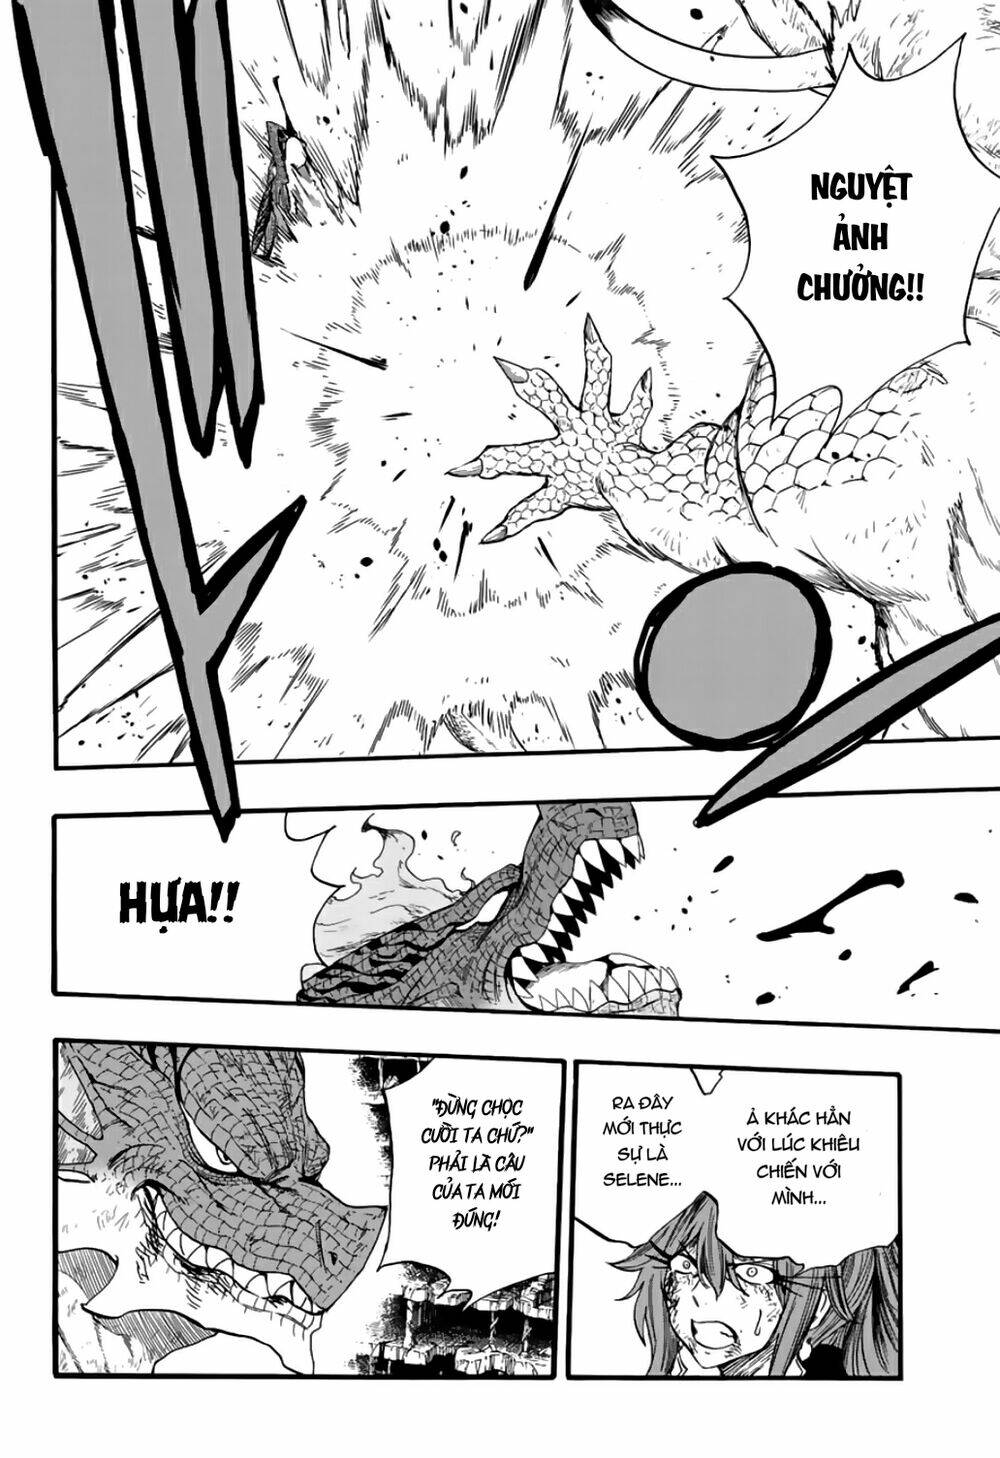 NGUYỆT
ẢNH
CHƯỞNG!!
HỰA!!
"ĐỪNG CHỌC
CƯỜI TA CHỨ?"
PHẢI LÀ CÂU
CỦA TA MỚI
ĐÚNG!
RA ĐÂY
MỚI THỰC
SỰ LÀ
SELENE...
Ả KHÁC HẲN
VỚI LÚC KHIÊU
CHIẾN VỚI
MÌNH...